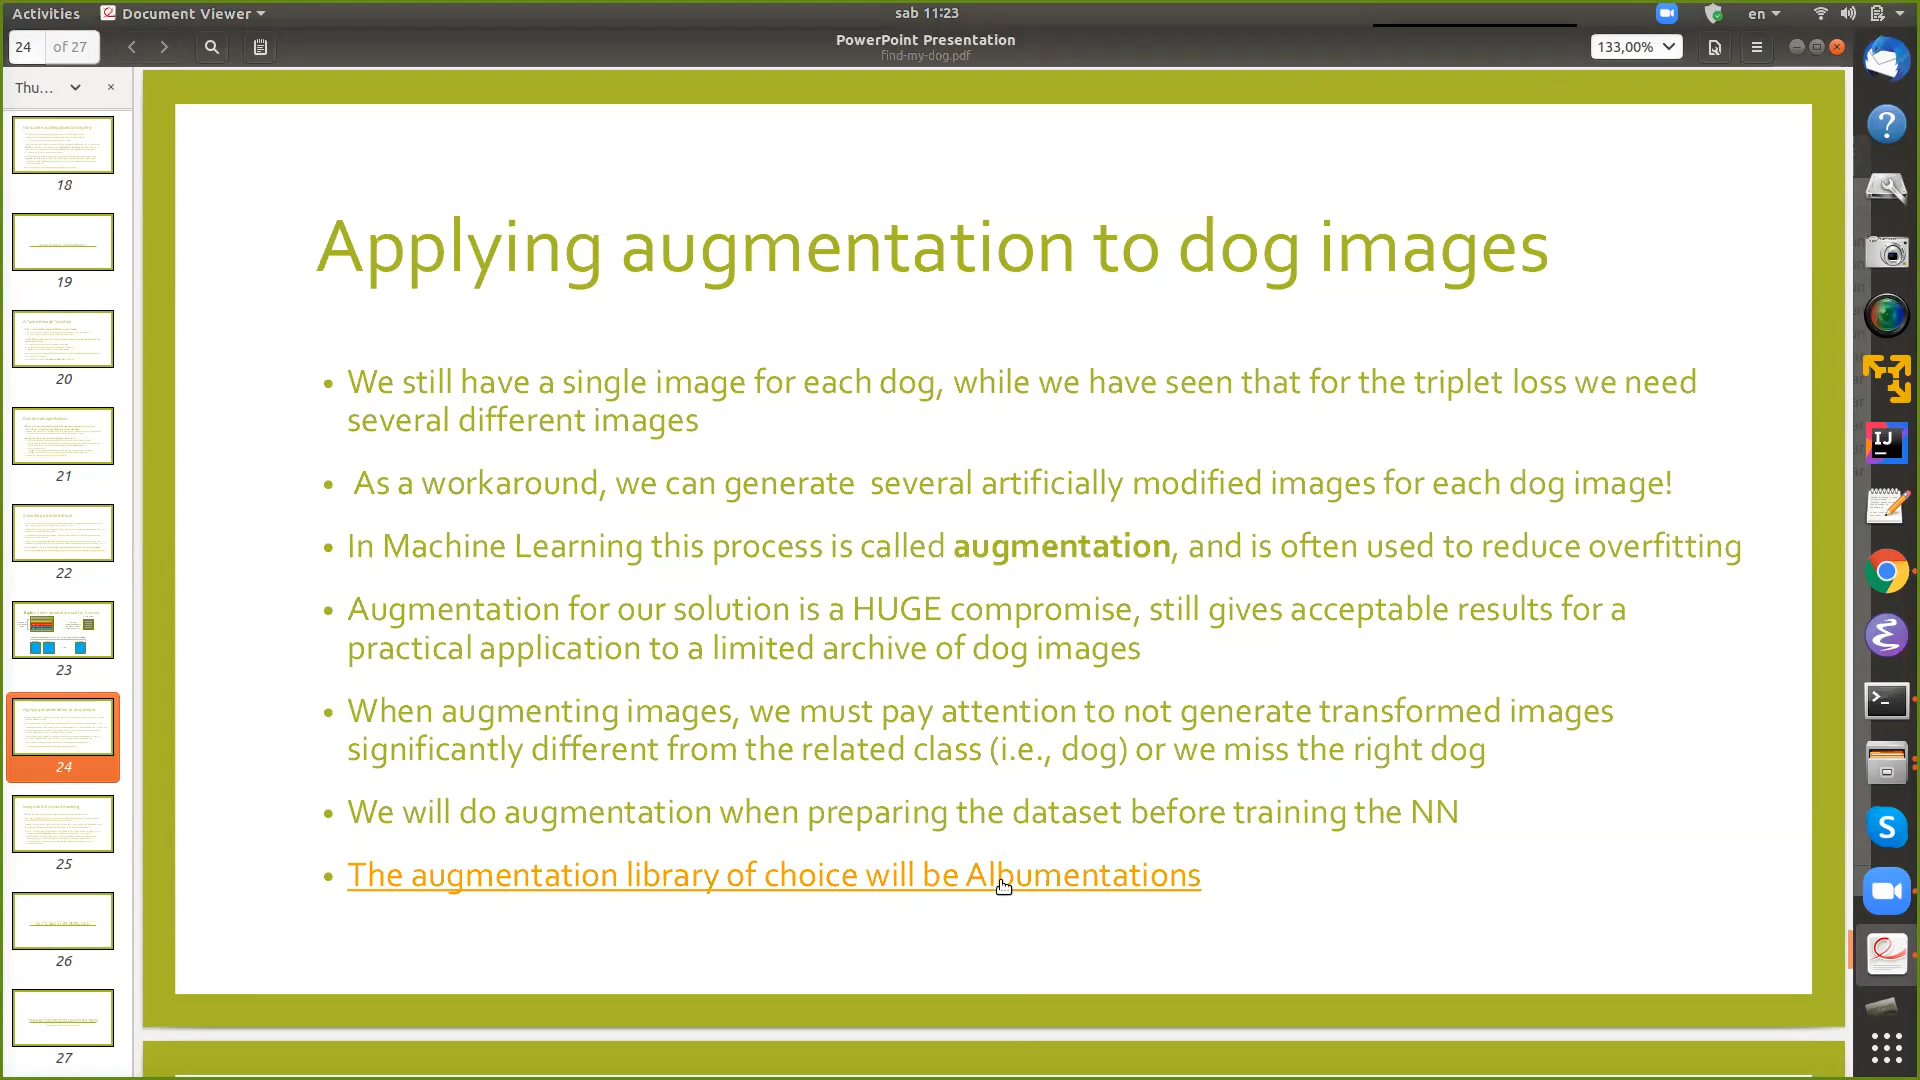 Activities Document Viewer sab 11:23 en
24 of 27 PowerPoint Presentation 133,00%
find-my-dog.pdf
Thu...
18
19
20
21
22
23
24
25
26
27
Applying augmentation to dog images
• We still have a single image for each dog, while we have seen that for the triplet loss we need
several different images
• As a workaround, we can generate several artificially modified images for each dog image!
• In Machine Learning this process is called augmentation, and is often used to reduce overfitting
• Augmentation for our solution is a HUGE compromise, still gives acceptable results for a
practical application to a limited archive of dog images
• When augmenting images, we must pay attention to not generate transformed images
significantly different from the related class (i.e., dog) or we miss the right dog
• We will do augmentation when preparing the dataset before training the NN
• The augmentation library of choice will be Albumentations
IJ